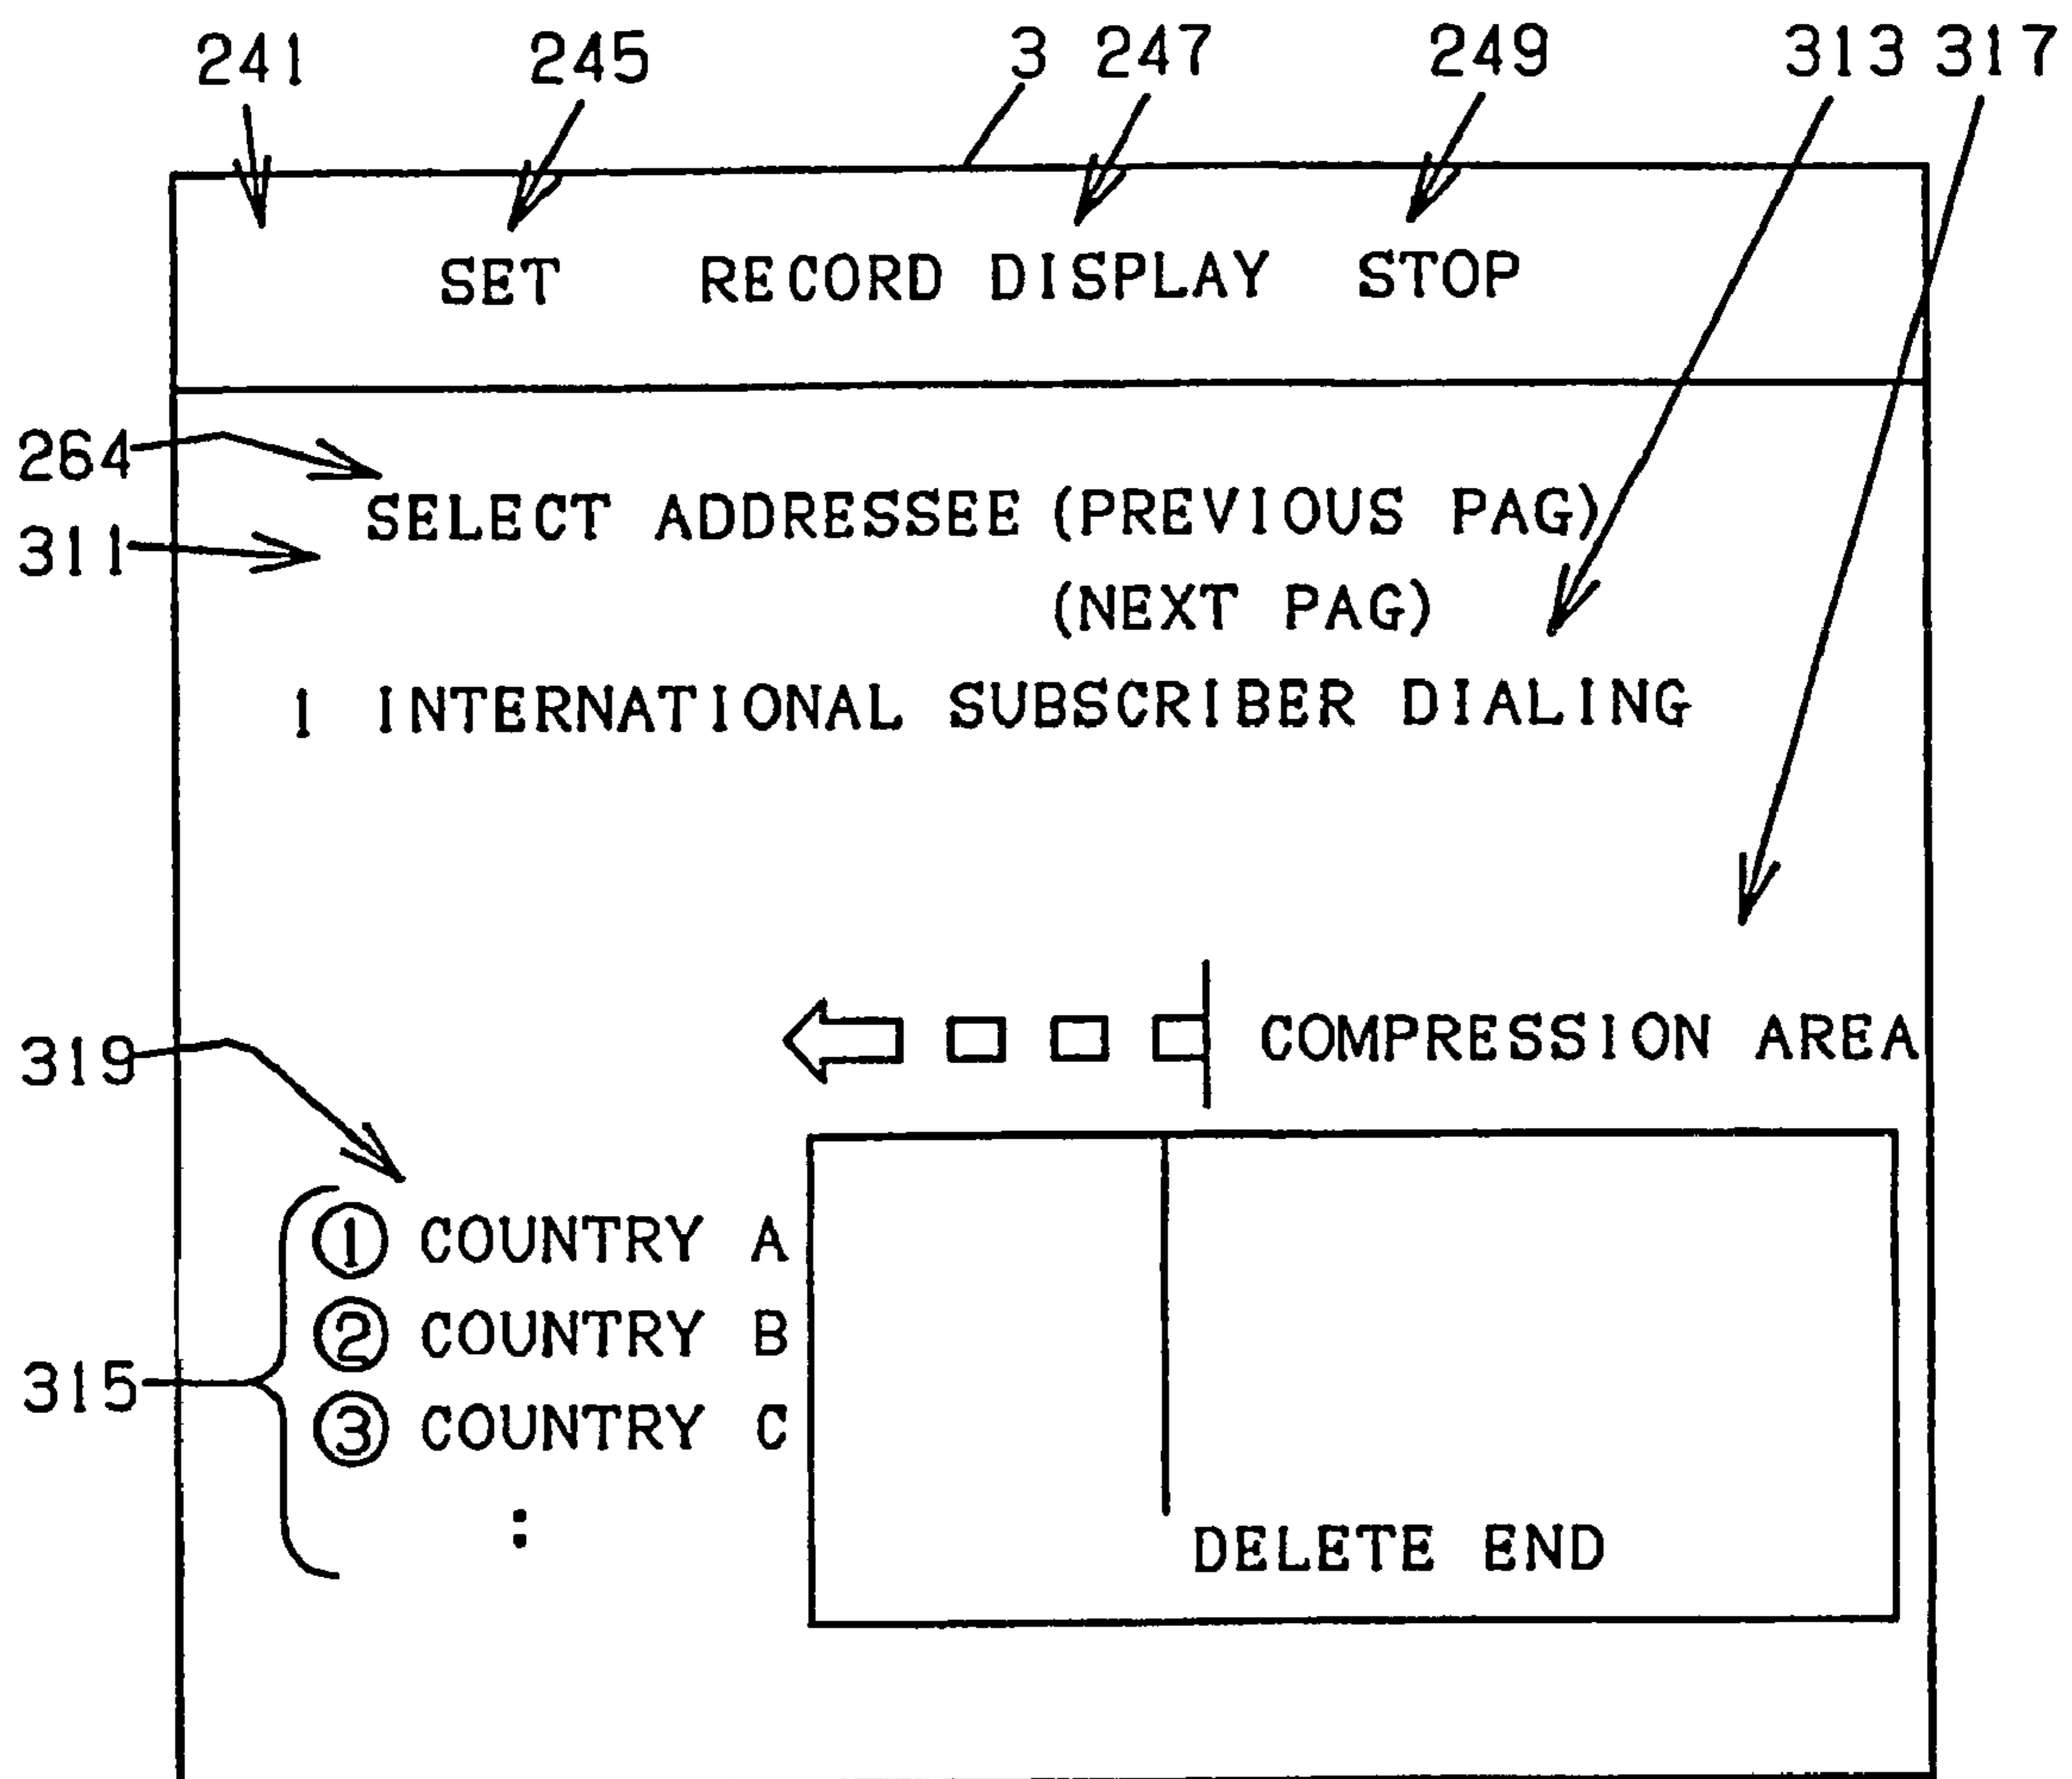 241 245 3 247 249 313 317
SET RECORD DISPLAY STOP
264
SELECT ADDRESSEE (PREVIOUS PAG)
311
(NEXT PAG)
1 INTERNATIONAL SUBSCRIBER DIALING
COMPRESSION AREA
319
① COUNTRY A
② COUNTRY B
315
③ COUNTRY C
:
DELETE END